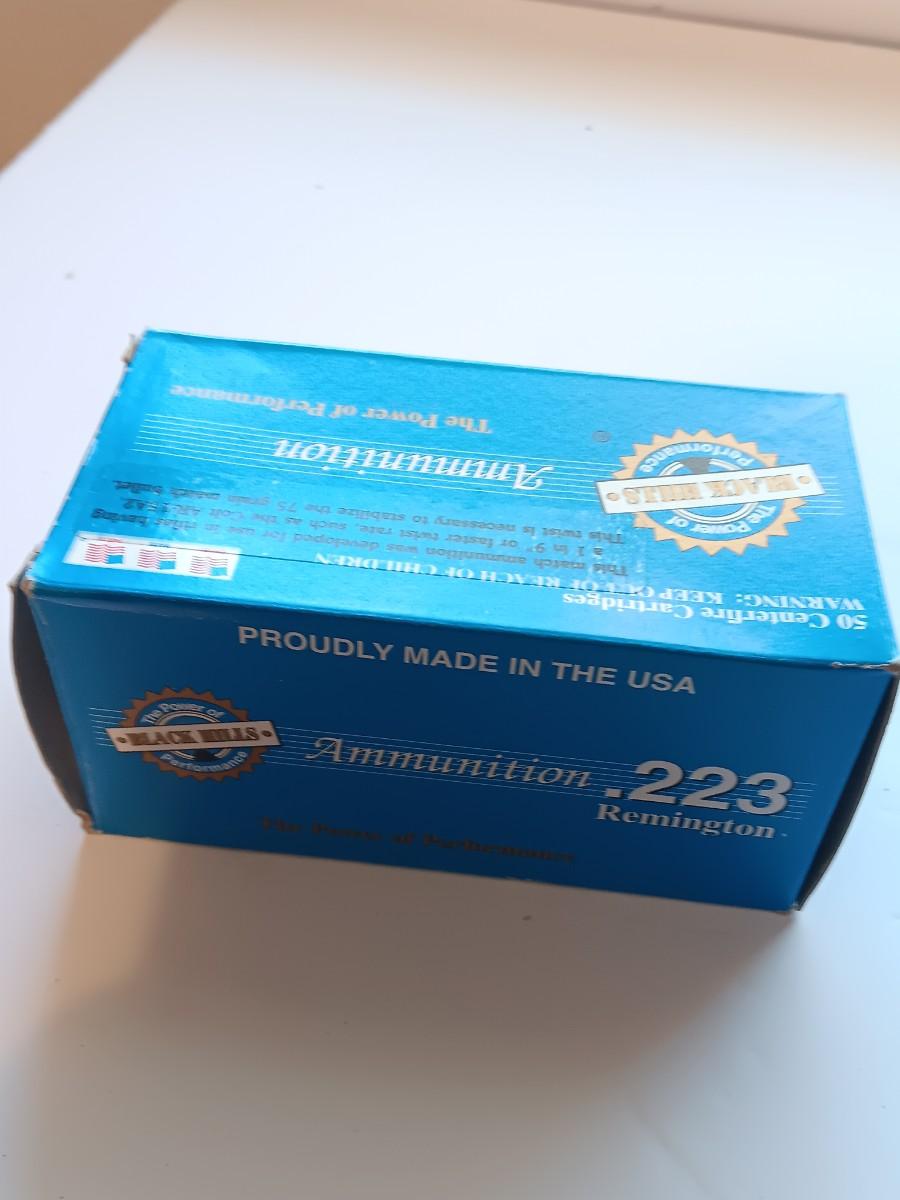 The Power of
BLACK HILLS
Performance
Ammunition
®
The Power of Performance
This match ammunition was developed for use in rifles having
a 1 in 9" or faster twist rate, such as the Colt AR-15 A2
This twist is necessary to stabilize the 75 grain match bullet.
50 Centerfire Cartridges
WARNING: KEEP OUT OF REACH OF CHILDREN
PROUDLY MADE IN THE USA
The Power of
BLACK HILLS
Performance
Ammunition
.223
Remington
The Power of Performance